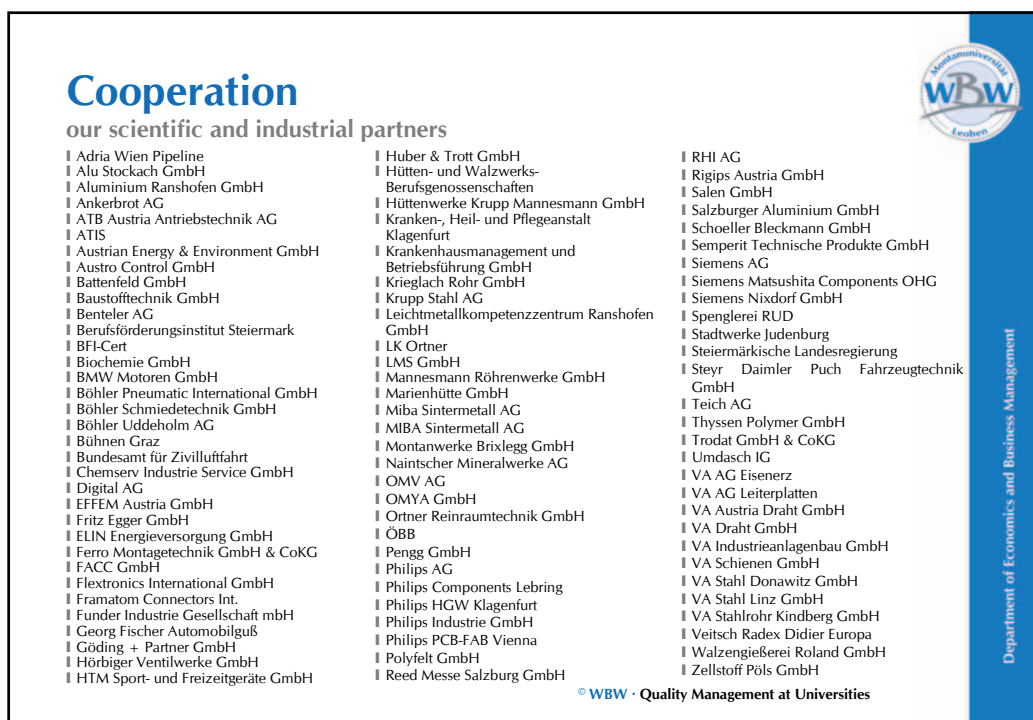 Cooperation
our scientific and industrial partners
Adria Wien Pipeline
Alu Stockach GmbH
Aluminium Ranshofen GmbH
Ankerbrot AG
ATB Austria Antriebstechnik AG
ATIS
Austrian Energy & Environment GmbH
Austro Control GmbH
Battenfeld GmbH
Baustofftechnik GmbH
Benteler AG
Berufsförderungsinstitut Steiermark
BFI-Cert
Biochemie GmbH
BMW Motoren GmbH
Böhler Pneumatic International GmbH
Böhler Schmiedetechnik GmbH
Böhler Uddeholm AG
Bühnen Graz
Bundesamt für Zivilluftfahrt
Chemserv Industrie Service GmbH
Digital AG
EFFEM Austria GmbH
Fritz Egger GmbH
ELIN Energieversorgung GmbH
Ferro Montagetechnik GmbH & CoKG
FACC GmbH
Flextronics International GmbH
Framatom Connectors Int.
Funder Industrie Gesellschaft mbH
Georg Fischer Automobilguß
Göding + Partner GmbH
Hörbiger Ventilwerke GmbH
HTM Sport- und Freizeitgeräte GmbH
Huber & Trott GmbH
Hütten- und Walzwerks-
Berufsgenossenschaften
Hüttenwerke Krupp Mannesmann GmbH
Kranken-, Heil- und Pflegeanstalt
Klagenfurt
Krankenhausmanagement und
Betriebsführung GmbH
Krieglach Rohr GmbH
Krupp Stahl AG
Leichtmetallkompetenzzentrum Ranshofen
GmbH
LK Ortner
LMS GmbH
Mannesmann Röhrenwerke GmbH
Marienhütte GmbH
Miba Sintermetall AG
MIBA Sintermetall AG
Montanwerke Brixlegg GmbH
Naintscher Mineralwerke AG
OMV AG
OMYA GmbH
Ortner Reinraumtechnik GmbH
ÖBB
Pengg GmbH
Philips AG
Philips Components Lebring
Philips HGW Klagenfurt
Philips Industrie GmbH
Philips PCB-FAB Vienna
Polyfelt GmbH
Reed Messe Salzburg GmbH
RHI AG
Rigips Austria GmbH
Salen GmbH
Salzburger Aluminium GmbH
Schoeller Bleckmann GmbH
Semperit Technische Produkte GmbH
Siemens AG
Siemens Matsushita Components OHG
Siemens Nixdorf GmbH
Spenglerei RUD
Stadtwerke Judenburg
Steiermärkische Landesregierung
Steyr Daimler Puch Fahrzeugtechnik
GmbH
Teich AG
Thyssen Polymer GmbH
Trodat GmbH & CoKG
Umdasch IG
VA AG Eisenerz
VA AG Leiterplatten
VA Austria Draht GmbH
VA Draht GmbH
VA Industrieanlagenbau GmbH
VA Schienen GmbH
VA Stahl Donawitz GmbH
VA Stahl Linz GmbH
VA Stahlrohr Kindberg GmbH
Veitsch Radex Didier Europa
Walzengießerei Roland GmbH
Zellstoff Pöls GmbH
© WBW · Quality Management at Universities
Montanuniversität
WBW
Leoben
Department of Economics and Business Management